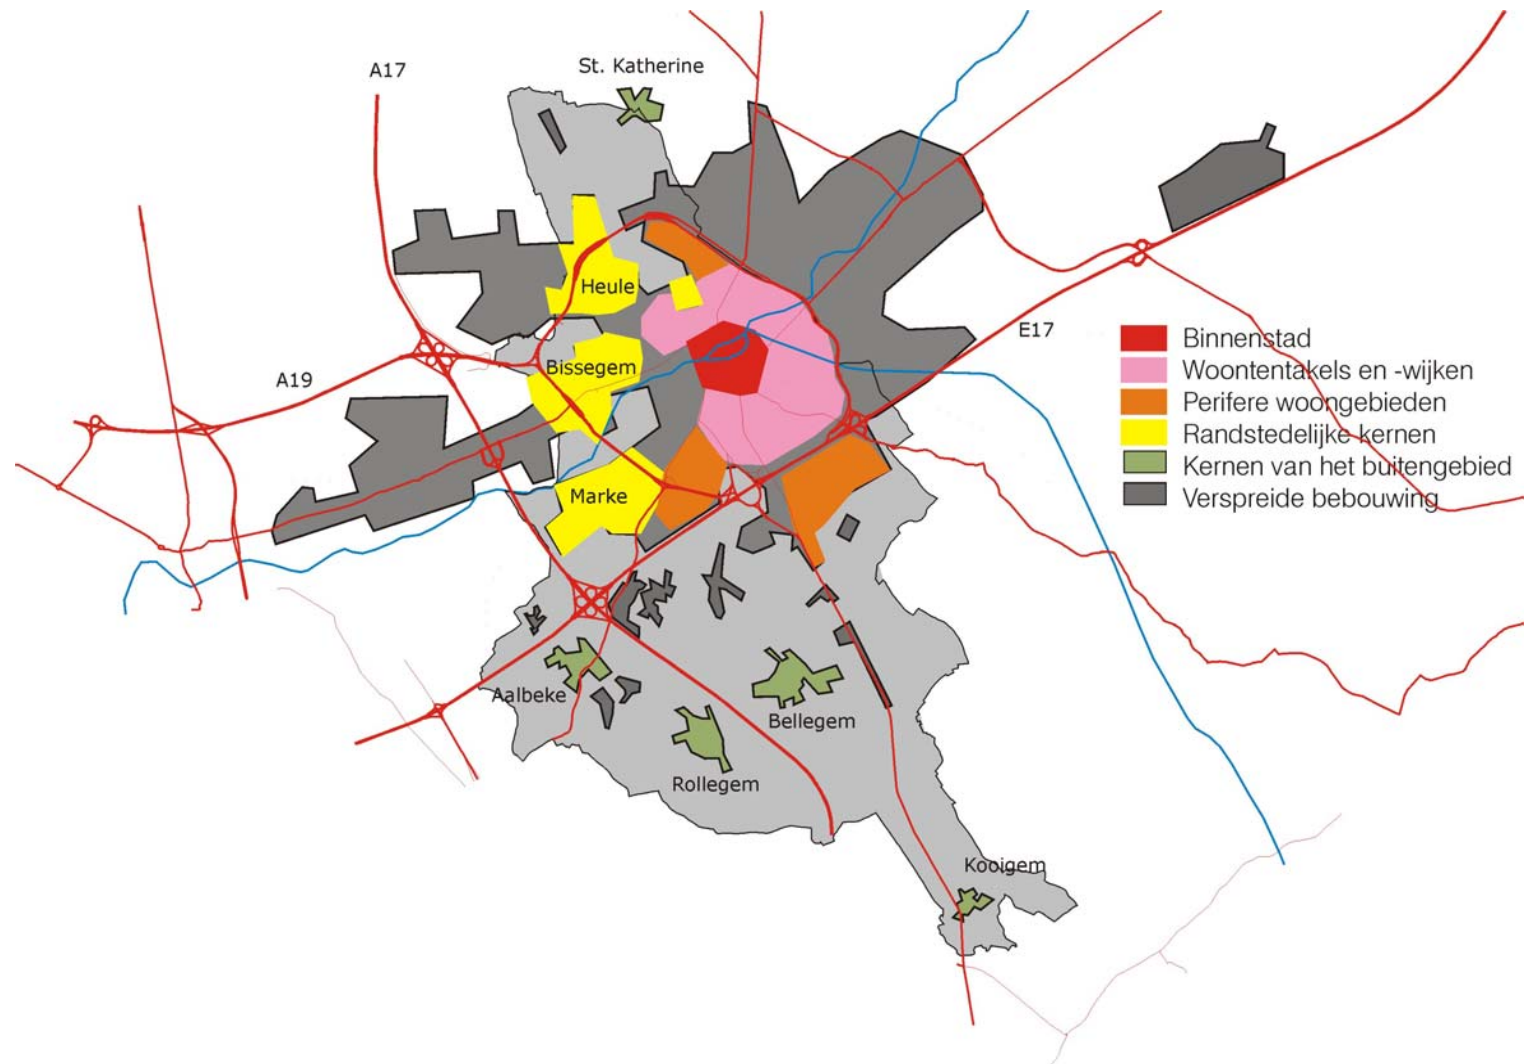 St. Katherine
A17
Heule
E17
Bissegem
A19
Marke
Aalbeke
Bellegem
Rollegem
Kooigem
Binnenstad
Woontentakels en -wijken
Perifere woongebieden
Randstedelijke kernen
Kernen van het buitengebied
Verspreide bebouwing